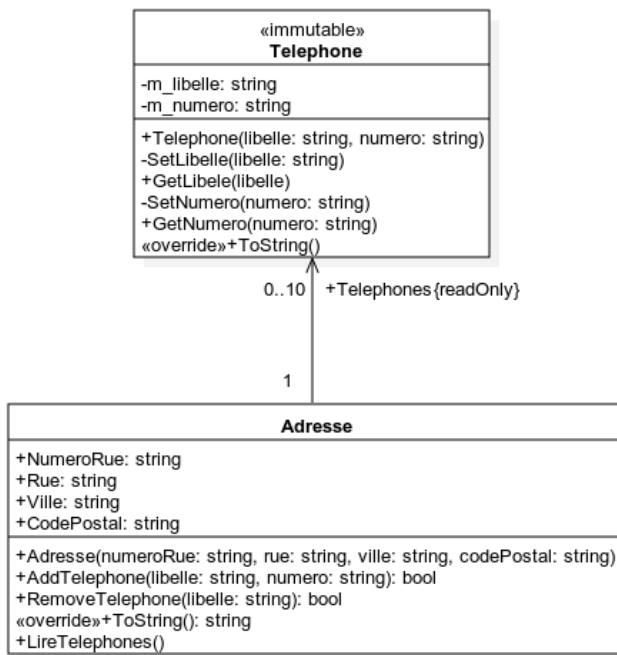 «immutable»
Telephone
-m_libelle: string
-m_numero: string
+Telephone(libelle: string, numero: string)
-SetLibelle(libelle: string)
+GetLibele(libelle)
-SetNumero(numero: string)
+GetNumero(numero: string)
«override»+ToString()
0..10 +Telephones{readOnly}
1
Adresse
+NumeroRue: string
+Rue: string
+Ville: string
+CodePostal: string
+Adresse(numeroRue: string, rue: string, ville: string, codePostal: string)
+AddTelephone(libelle: string, numero: string): bool
+RemoveTelephone(libelle: string): bool
«override»+ToString(): string
+LireTelephones()